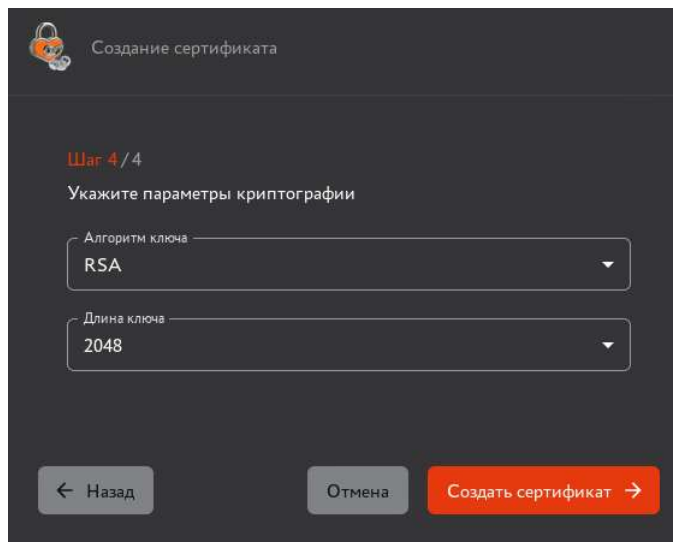 Создание сертификата
Шаг 4 / 4
Укажите параметры криптографии
Алгоритм ключа
RSA
Длина ключа
2048
Назад
Отмена
Создать сертификат